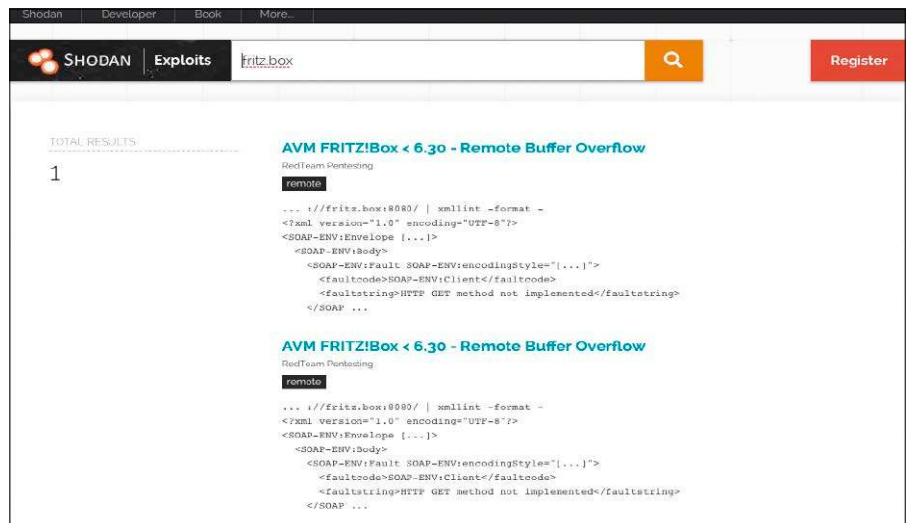 Shodan Developer Book More...
SHODAN Exploits fritz.box Register
TOTAL RESULTS
1
AVM FRITZ!Box < 6.30 - Remote Buffer Overflow
RedTeam Pentesting
remote
... ://fritz.box:8080/ | xmllint -format -
<?xml version="1.0" encoding="UTF-8"?>
<SOAP-ENV:Envelope [...]>
<SOAP-ENV:Body>
<SOAP-ENV:Fault SOAP-ENV:encodingStyle="[...]">
<faultcode>SOAP-ENV:Client</faultcode>
<faultstring>HTTP GET method not implemented</faultstring>
</SOAP ...
AVM FRITZ!Box < 6.30 - Remote Buffer Overflow
RedTeam Pentesting
remote
... ://fritz.box:8080/ | xmllint -format -
<?xml version="1.0" encoding="UTF-8"?>
<SOAP-ENV:Envelope [...]>
<SOAP-ENV:Body>
<SOAP-ENV:Fault SOAP-ENV:encodingStyle="[...]">
<faultcode>SOAP-ENV:Client</faultcode>
<faultstring>HTTP GET method not implemented</faultstring>
</SOAP ...